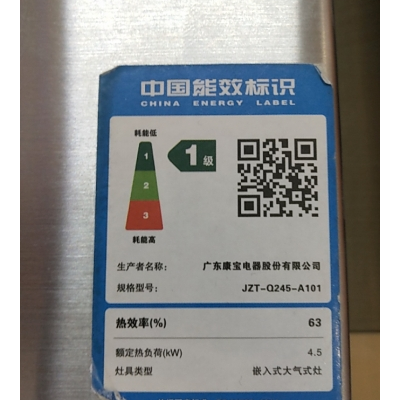 中国能效标识
CHINA ENERGY LABEL
耗能低
1
2
3
耗能高
1级
生产者名称: 广东康宝电器股份有限公司
规格型号: JZT-Q245-A101
热效率(%) 63
额定热负荷(kW) 4.5
灶具类型 嵌入式大气式灶